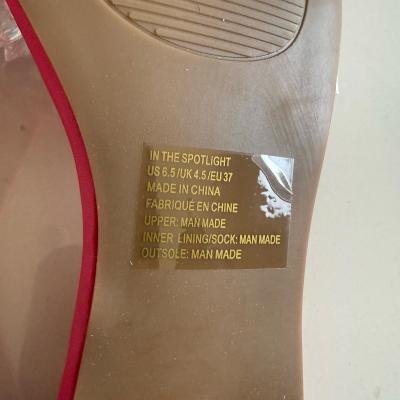 IN THE SPOTLIGHT
US 6.5/UK 4.5/EU 37
MADE IN CHINA
FABRIQUÉ EN CHINE
UPPER: MAN MADE
INNER LINING/SOCK: MAN MADE
OUTSOLE: MAN MADE